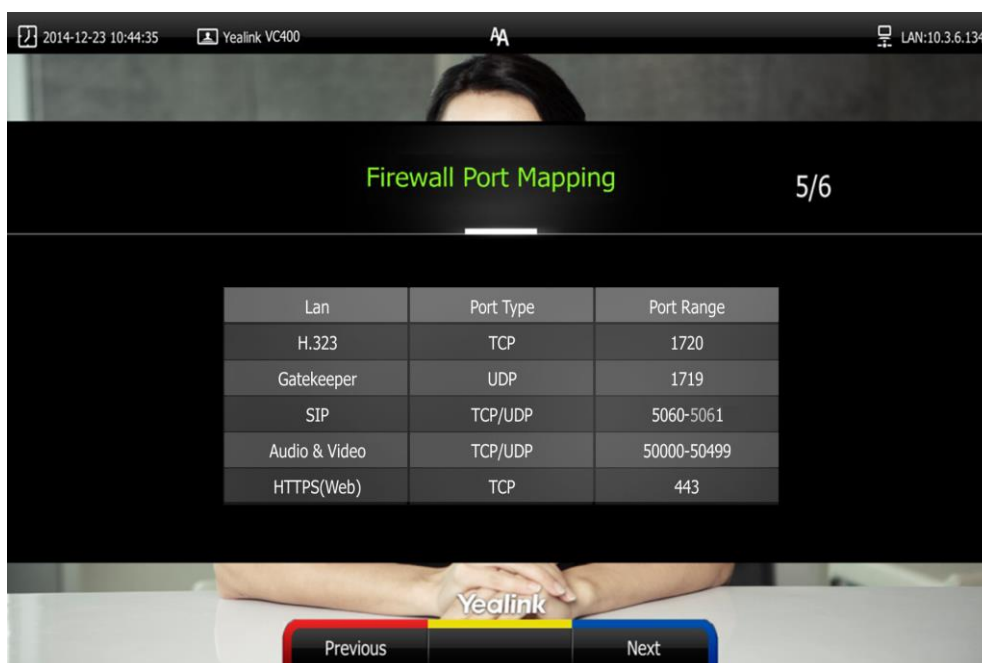 2014-12-23 10:44:35 Yealink VC400 AA LAN:10.3.6.134
Firewall Port Mapping 5/6
Lan Port Type Port Range
H.323 TCP 1720
Gatekeeper UDP 1719
SIP TCP/UDP 5060-5061
Audio & Video TCP/UDP 50000-50499
HTTPS(Web) TCP 443
Yealink
Previous Next